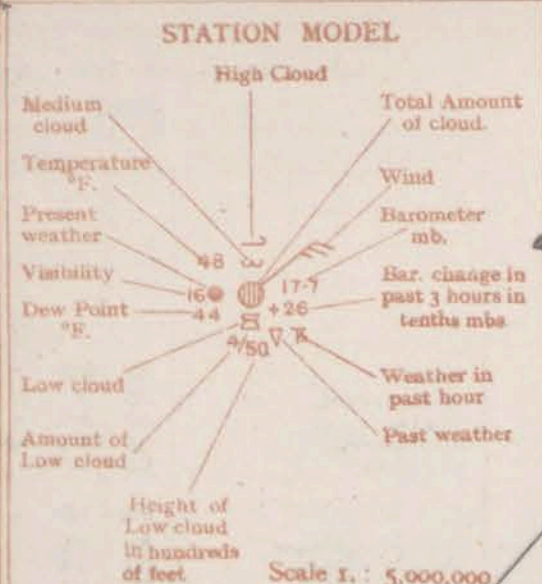 STATION MODEL
High Cloud
Medium
cloud
Total Amount
of cloud.
Temperature
°F.
Wind
Present
weather
Barometer
mb.
48
Visibility
16
17·7
Bar. change in
past 3 hours in
tenths mbs
Dew Point
°F.
44
+26
4/50
Low cloud
Weather in
past hour
Amount of
Low cloud
Past weather
Height of
Low cloud
in hundreds
of feet
Scale 1. : 5,000,000